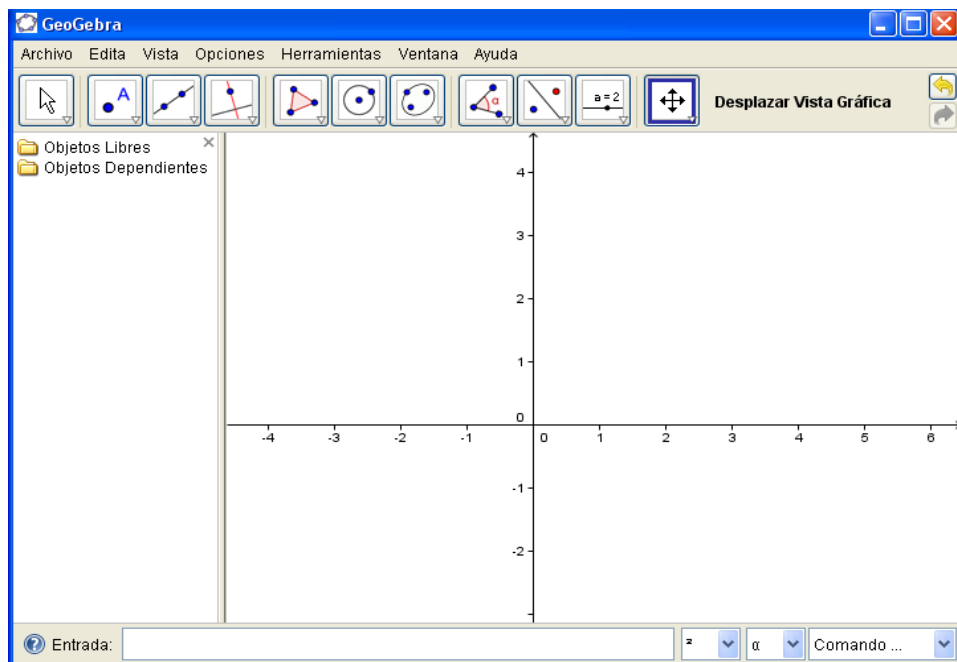 GeoGebra
Archivo Edita Vista Opciones Herramientas Ventana Ayuda
A α a=2 Desplazar Vista Gráfica
Objetos Libres
Objetos Dependientes
4
3
2
1
0
-4 -3 -2 -1 0 1 2 3 4 5 6
-1
-2
Entrada: ² α Comando ...